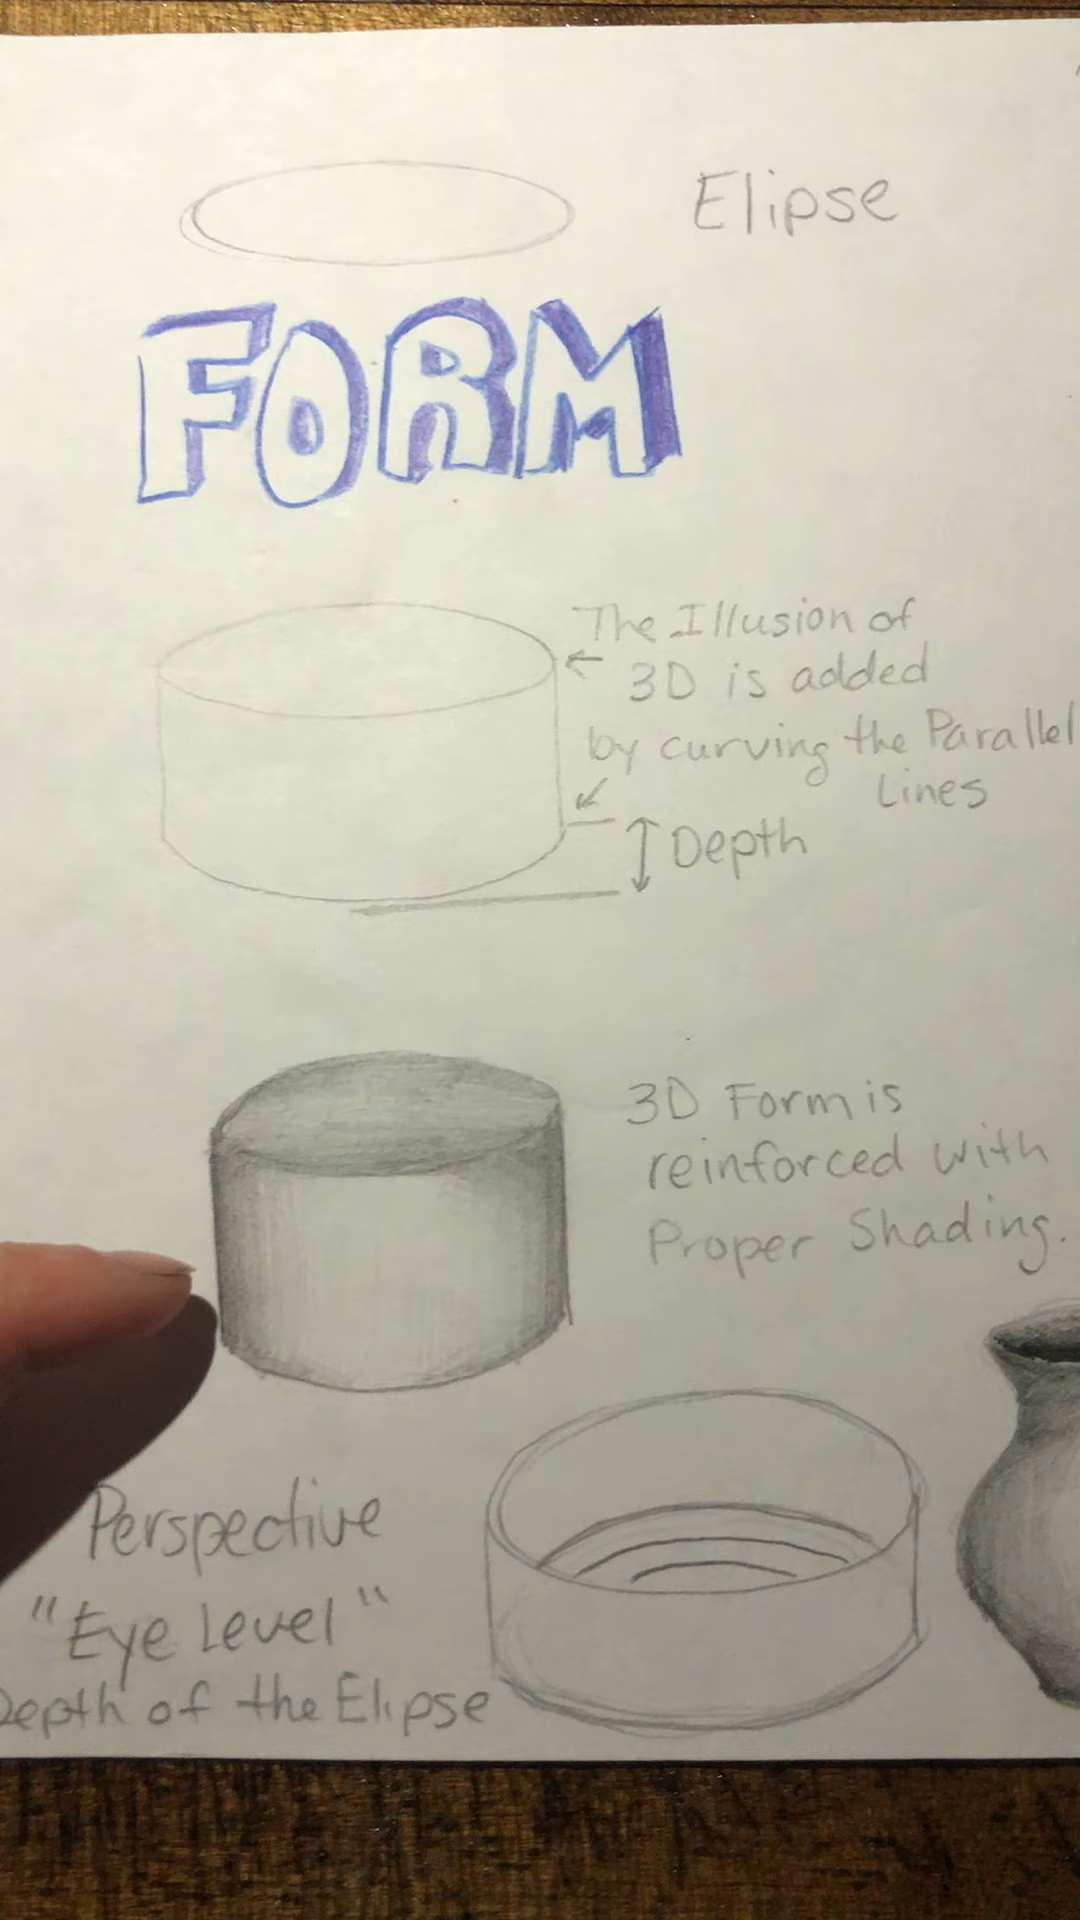 Elipse
FORM
The Illusion of
3D is added
by curving the Parallel
Lines
Depth
3D Form is
reinforced with
Proper Shading.
Perspective
"Eye Level"
Depth of the Elipse